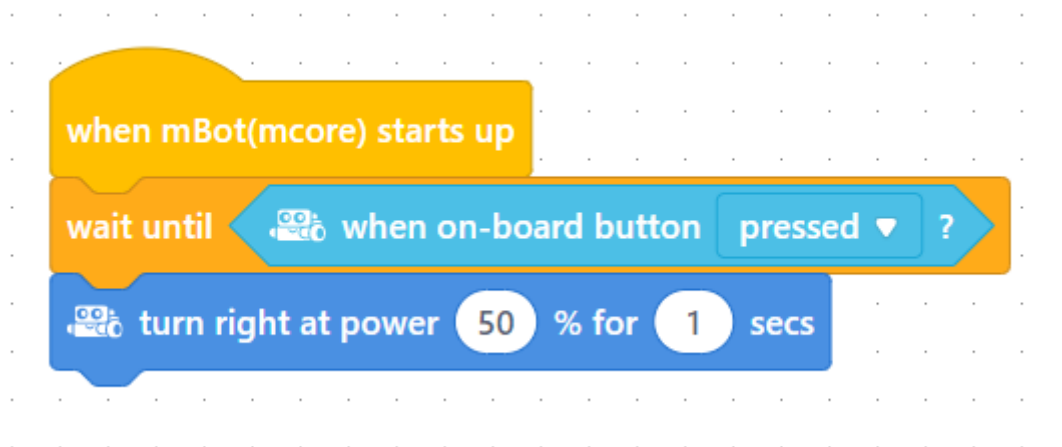 when mBot(mcore) starts up
wait until when on-board button pressed ?
turn right at power 50 % for 1 secs